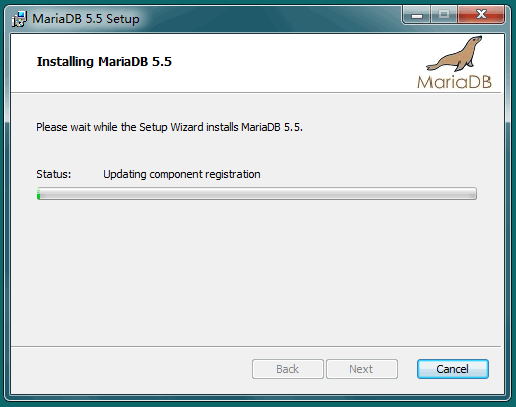 MariaDB 5.5 Setup
Installing MariaDB 5.5
MariaDB
Please wait while the Setup Wizard installs MariaDB 5.5.
Status: Updating component registration
Back Next Cancel